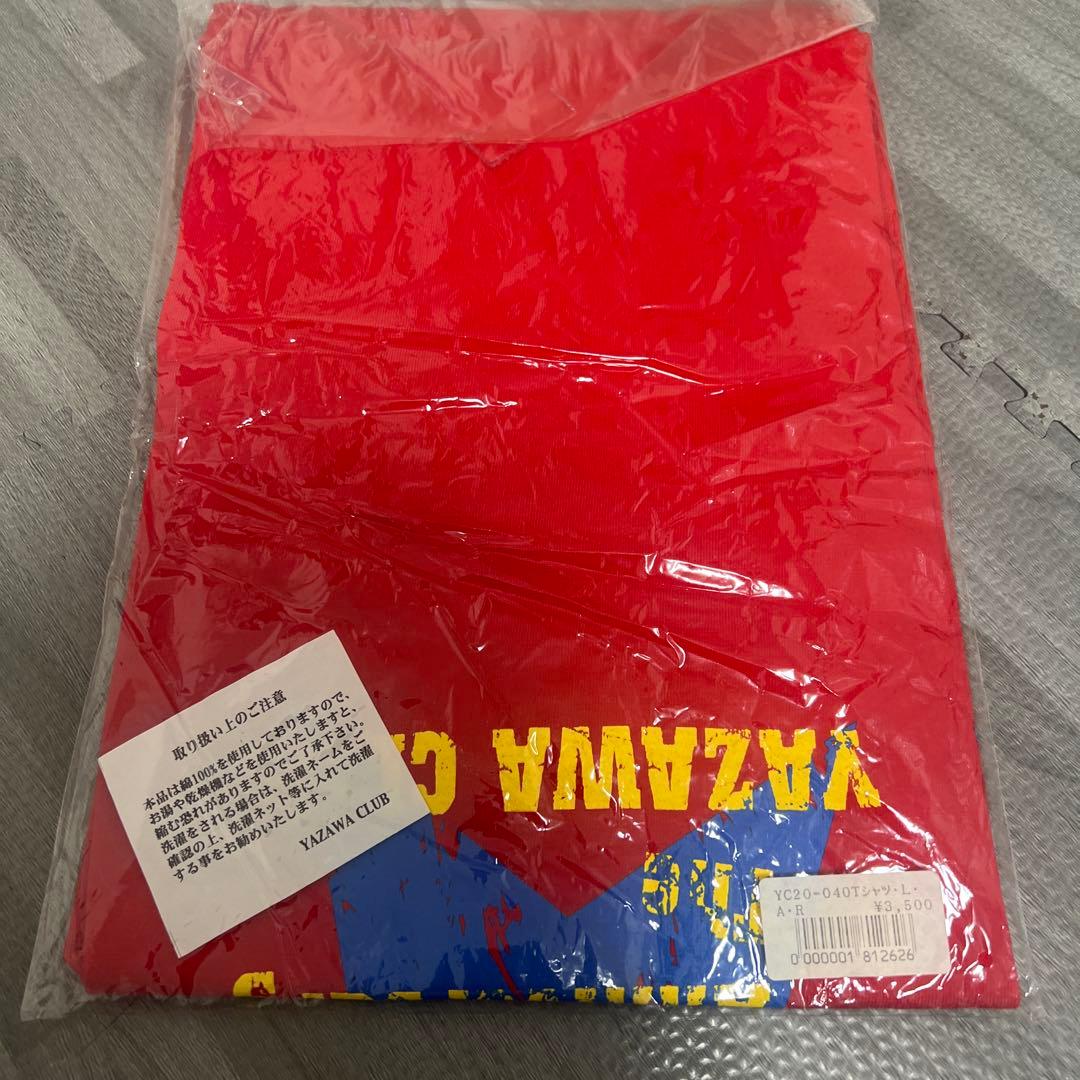 取り扱い上のご注意
本品は綿100%を使用しておりますので、
お湯や乾燥機などを使用いたしますと、
縮む恐れがありますのでご了承下さい。
洗濯をされる場合は、洗濯ネームをご
確認の上、洗濯ネット等に入れて洗濯
する事をお勧めいたします。
YAZAWA CLUB
YAZAWA
The
YC20-040Tシャツ・L・
A・R ¥3,500
0 000001 812626